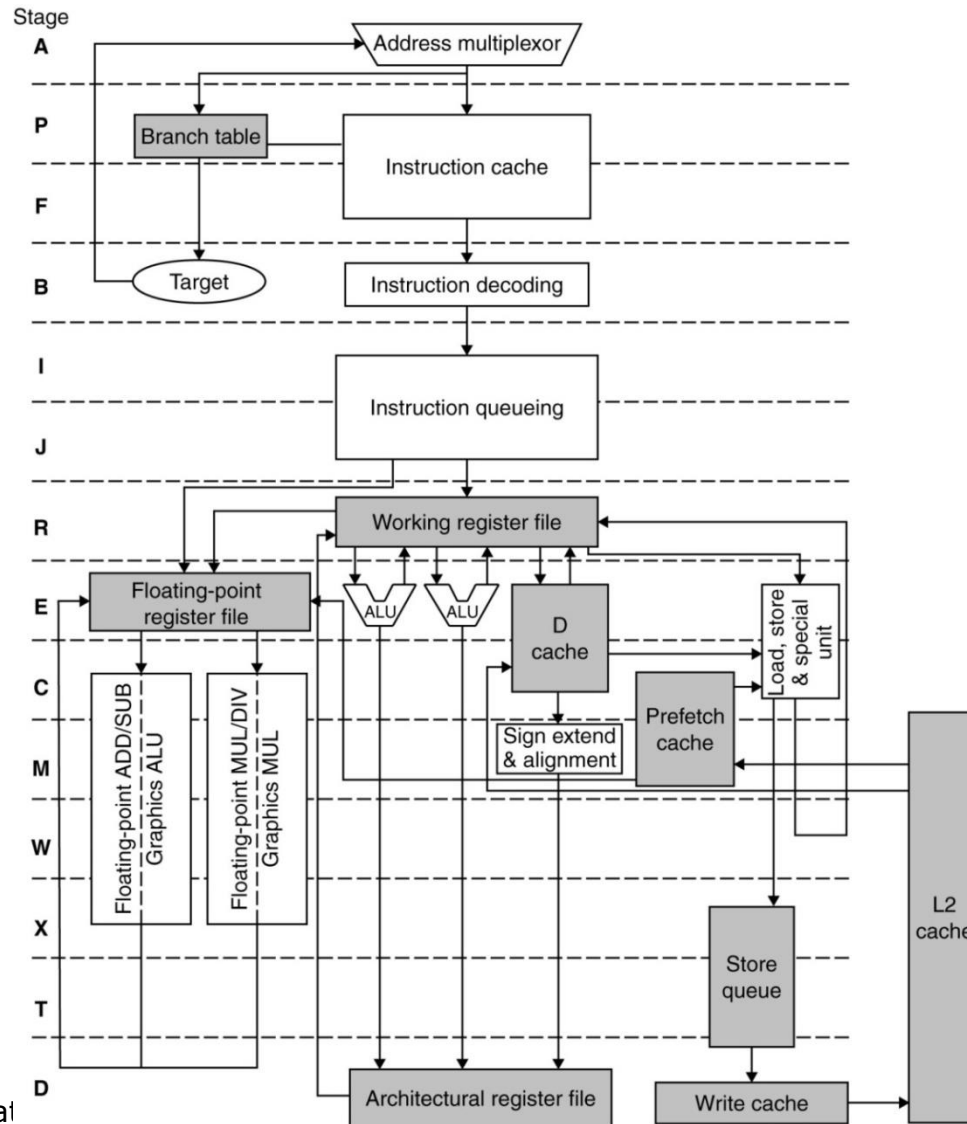 Stage
A
Address multiplexor
P
Branch table
Instruction cache
F
Target
B
Instruction decoding
I
Instruction queueing
J
R
Working register file
Floating-point
register file
E
ALU
ALU
D
cache
Load, store
& special
unit
C
Prefetch
cache
Floating-point ADD/SUB
Graphics ALU
Floating-point MUL/DIV
Graphics MUL
Sign extend
& alignment
M
W
X
L2
cache
Store
queue
T
D
Architectural register file
Write cache